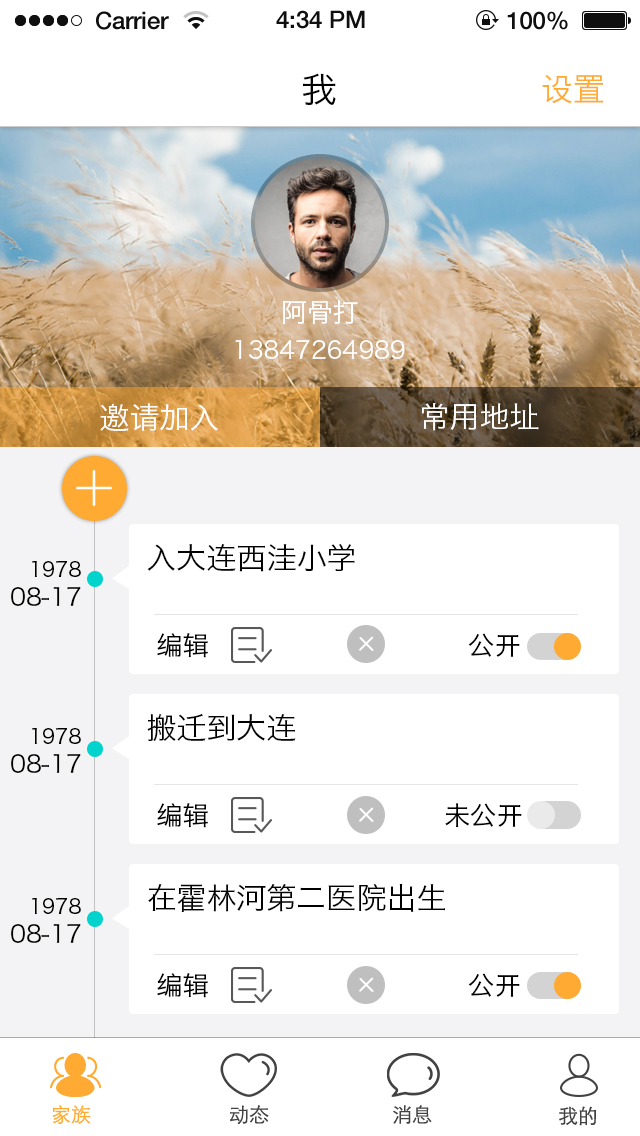 Carrier 4:34 PM 100%
我 设置
阿骨打
13847264989
邀请加入 常用地址
1978
08-17
入大连西洼小学
编辑 公开
1978
08-17
搬迁到大连
编辑 未公开
1978
08-17
在霍林河第二医院出生
编辑 公开
家族 动态 消息 我的